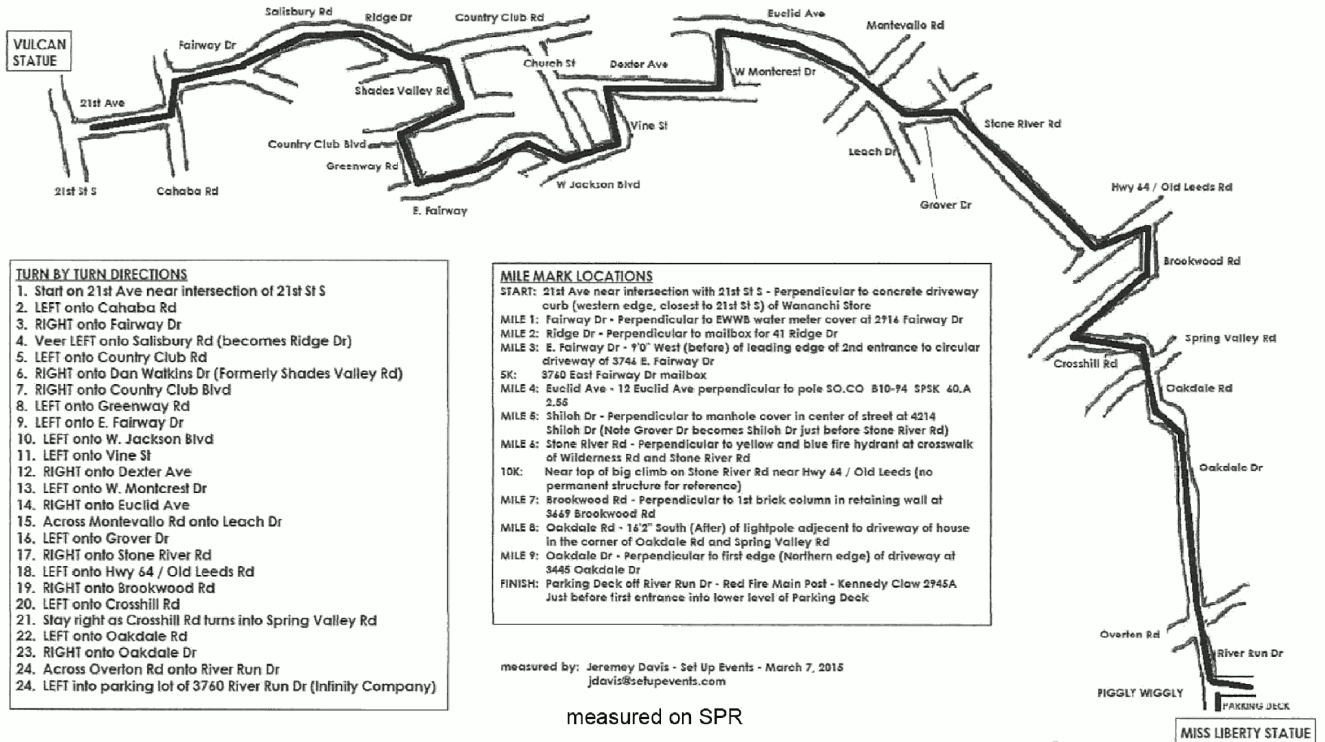 VULCAN
STATUE
21st Ave
21st St S
Cahaba Rd
Fairway Dr
Salisbury Rd
Ridge Dr
Country Club Rd
Shades Valley Rd
Country Club Blvd
Greenway Rd
E. Fairway
Church St
Dexter Ave
Vine St
W Jackson Blvd
W Montcrest Dr
Euclid Ave
Montevallo Rd
Leach Dr
Grover Dr
Stone River Rd
Hwy 64 / Old Leeds Rd
Brookwood Rd
Crosshill Rd
Spring Valley Rd
Oakdale Rd
Oakdale Dr
Overton Rd
River Run Dr
PIGGLY WIGGLY
PARKING DECK
MISS LIBERTY STATUE
TURN BY TURN DIRECTIONS
1. Start on 21st Ave near intersection of 21st St S
2. LEFT onto Cahaba Rd
3. RIGHT onto Fairway Dr
4. Veer LEFT onto Salisbury Rd (becomes Ridge Dr)
5. LEFT onto Country Club Rd
6. RIGHT onto Dan Watkins Dr (Formerly Shades Valley Rd)
7. RIGHT onto Country Club Blvd
8. LEFT onto Greenway Rd
9. LEFT onto E. Fairway Dr
10. LEFT onto W. Jackson Blvd
11. LEFT onto Vine St
12. RIGHT onto Dexter Ave
13. LEFT onto W. Montcrest Dr
14. RIGHT onto Euclid Ave
15. Across Montevallo Rd onto Leach Dr
16. LEFT onto Grover Dr
17. RIGHT onto Stone River Rd
18. LEFT onto Hwy 64 / Old Leeds Rd
19. RIGHT onto Brookwood Rd
20. LEFT onto Crosshill Rd
21. Stay right as Crosshill Rd turns into Spring Valley Rd
22. LEFT onto Oakdale Rd
23. RIGHT onto Oakdale Dr
24. Across Overton Rd onto River Run Dr
24. LEFT into parking lot of 3760 River Run Dr (Infinity Company)
MILE MARK LOCATIONS
START: 21st Ave near intersection with 21st St S - Perpendicular to concrete driveway
curb (western edge, closest to 21st St S) of Wananchi Store
MILE 1: Fairway Dr - Perpendicular to EWWB water meter cover at 2916 Fairway Dr
MILE 2: Ridge Dr - Perpendicular to mailbox for 41 Ridge Dr
MILE 3: E. Fairway Dr - 9'0" West (before) of leading edge of 2nd entrance to circular
driveway of 3746 E. Fairway Dr
5K: 3760 East Fairway Dr mailbox
MILE 4: Euclid Ave - 12 Euclid Ave perpendicular to pole SO.CO B10-94 SPSK 60.A
2.55
MILE 5: Shiloh Dr - Perpendicular to manhole cover in center of street at 4214
Shiloh Dr (Note Grover Dr becomes Shiloh Dr just before Stone River Rd)
MILE 6: Stone River Rd - Perpendicular to yellow and blue fire hydrant at crosswalk
of Wilderness Rd and Stone River Rd
10K: Near top of big climb on Stone River Rd near Hwy 64 / Old Leeds (no
permanent structure for reference)
MILE 7: Brookwood Rd - Perpendicular to 1st brick column in retaining wall at
3669 Brookwood Rd
MILE 8: Oakdale Rd - 16'2" South (After) of lightpole adjecent to driveway of house
in the corner of Oakdale Rd and Spring Valley Rd
MILE 9: Oakdale Dr - Perpendicular to first edge (Northern edge) of driveway at
3445 Oakdale Dr
FINISH: Parking Deck off River Run Dr - Red Fire Main Post - Kennedy Claw 2945A
Just before first entrance into lower level of Parking Deck
measured by: Jeremey Davis - Set Up Events - March 7, 2015
jdavis@setupevents.com
measured on SPR